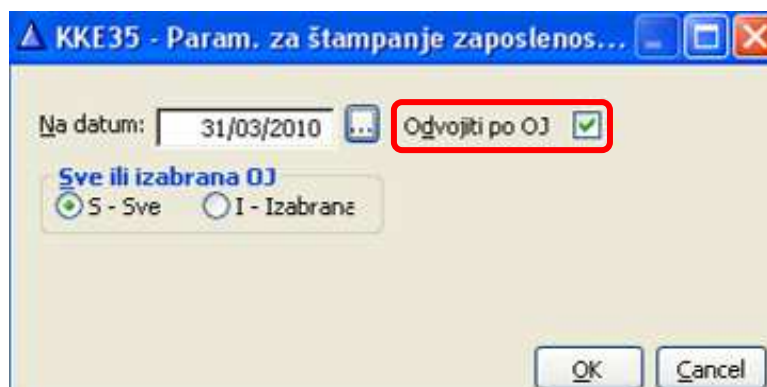 KKE35 - Param. za štampanje zaposlenos...
Na datum: 31/03/2010 ... Odvojiti po OJ
Sve ili izabrana OJ
S - Sve I - Izabrana
OK Cancel